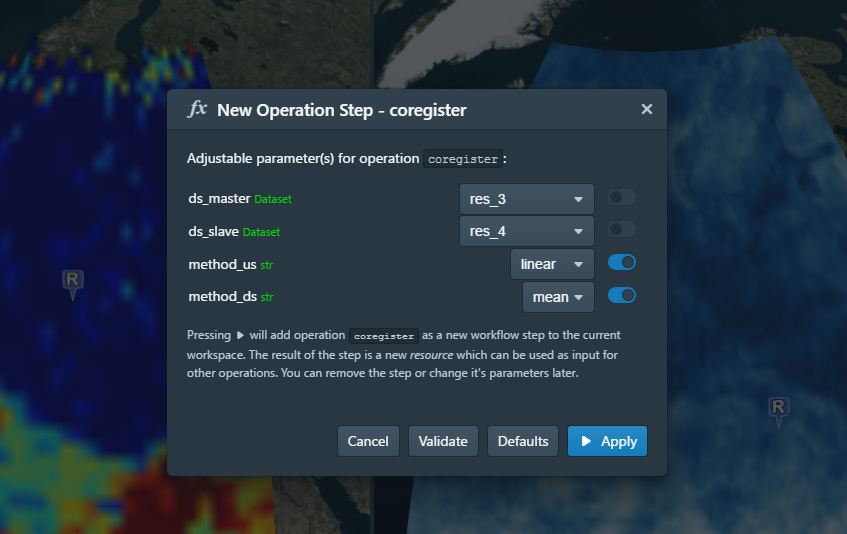 fx New Operation Step - coregister ×
Adjustable parameter(s) for operation coregister :
ds_master Dataset res_3
ds_slave Dataset res_4
method_us str linear
method_ds str mean
Pressing ▶ will add operation coregister as a new workflow step to the current
workspace. The result of the step is a new resource which can be used as input for
other operations. You can remove the step or change it's parameters later.
Cancel Validate Defaults Apply
R
R